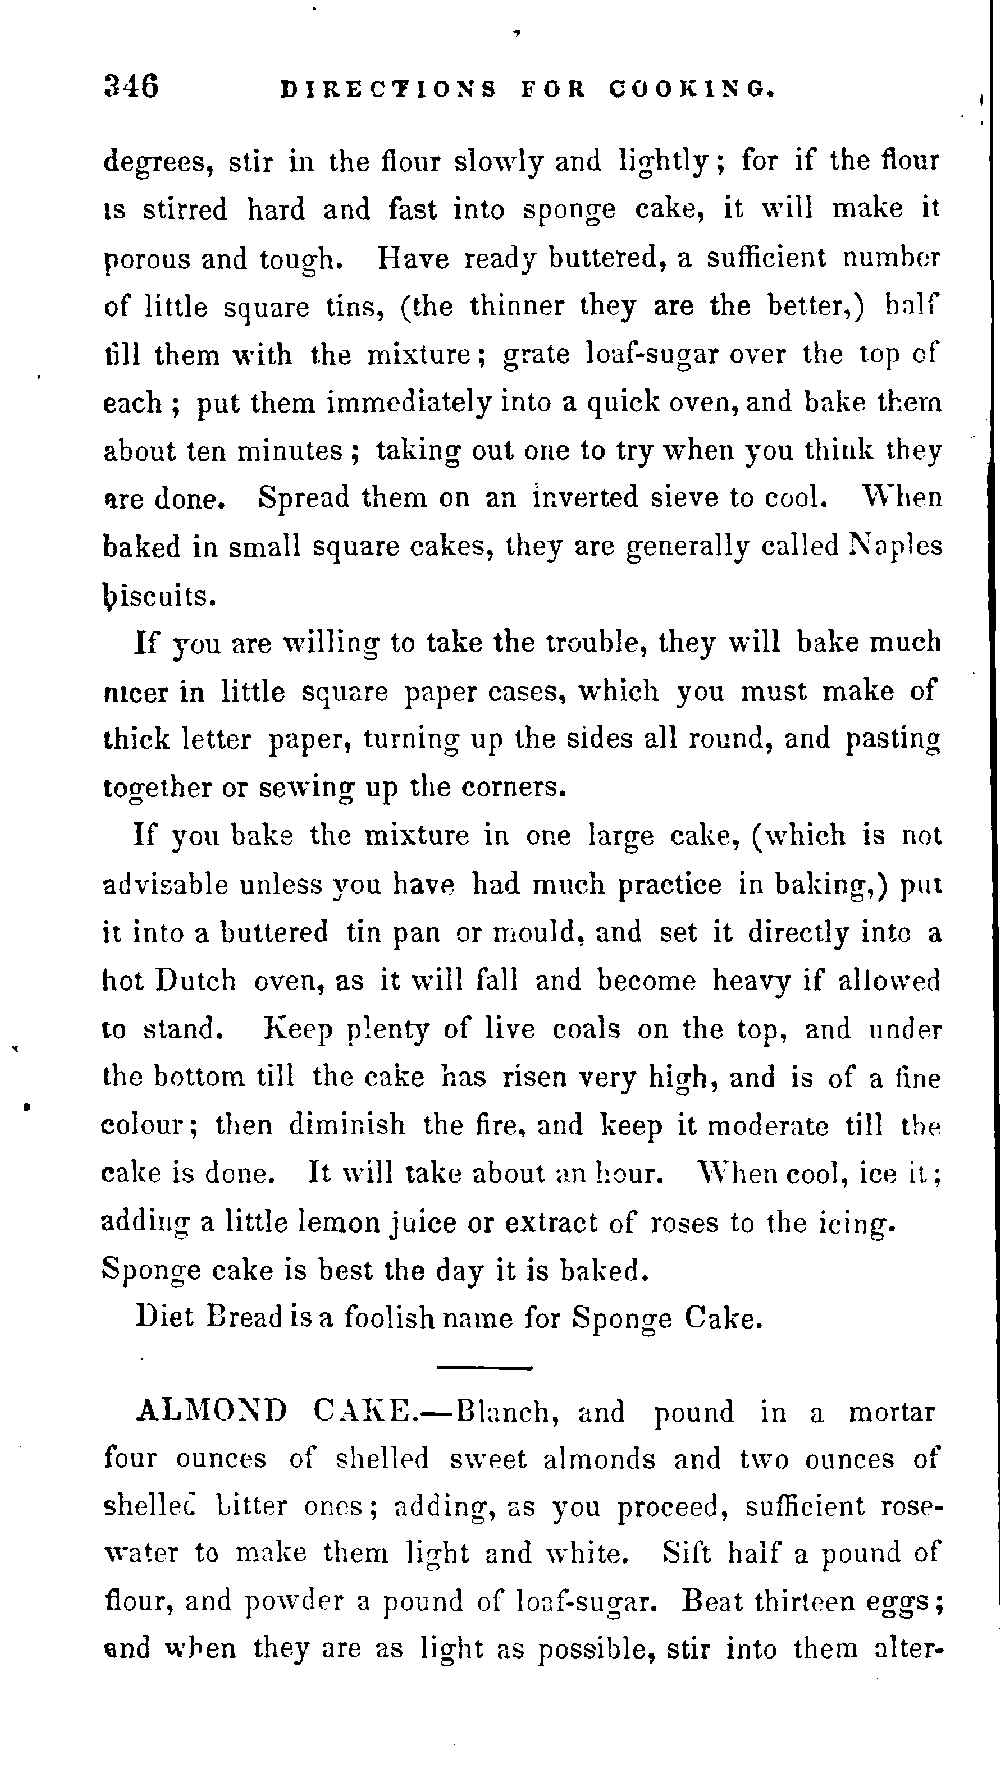 346 DIRECTIONS FOR COOKING.
degrees, stir in the flour slowly and lightly; for if the flour
is stirred hard and fast into sponge cake, it will make it
porous and tough. Have ready buttered, a sufficient number
of little square tins, (the thinner they are the better,) half
fill them with the mixture; grate loaf-sugar over the top of
each; put them immediately into a quick oven, and bake them
about ten minutes; taking out one to try when you think they
are done. Spread them on an inverted sieve to cool. When
baked in small square cakes, they are generally called Naples
biscuits.
If you are willing to take the trouble, they will bake much
nicer in little square paper cases, which you must make of
thick letter paper, turning up the sides all round, and pasting
together or sewing up the corners.
If you bake the mixture in one large cake, (which is not
advisable unless you have had much practice in baking,) put
it into a buttered tin pan or mould, and set it directly into a
hot Dutch oven, as it will fall and become heavy if allowed
to stand. Keep plenty of live coals on the top, and under
the bottom till the cake has risen very high, and is of a fine
colour; then diminish the fire, and keep it moderate till the
cake is done. It will take about an hour. When cool, ice it;
adding a little lemon juice or extract of roses to the icing.
Sponge cake is best the day it is baked.
Diet Bread is a foolish name for Sponge Cake.
ALMOND CAKE.—Blanch, and pound in a mortar
four ounces of shelled sweet almonds and two ounces of
shelled bitter ones; adding, as you proceed, sufficient rose-
water to make them light and white. Sift half a pound of
flour, and powder a pound of loaf-sugar. Beat thirteen eggs;
and when they are as light as possible, stir into them alter-